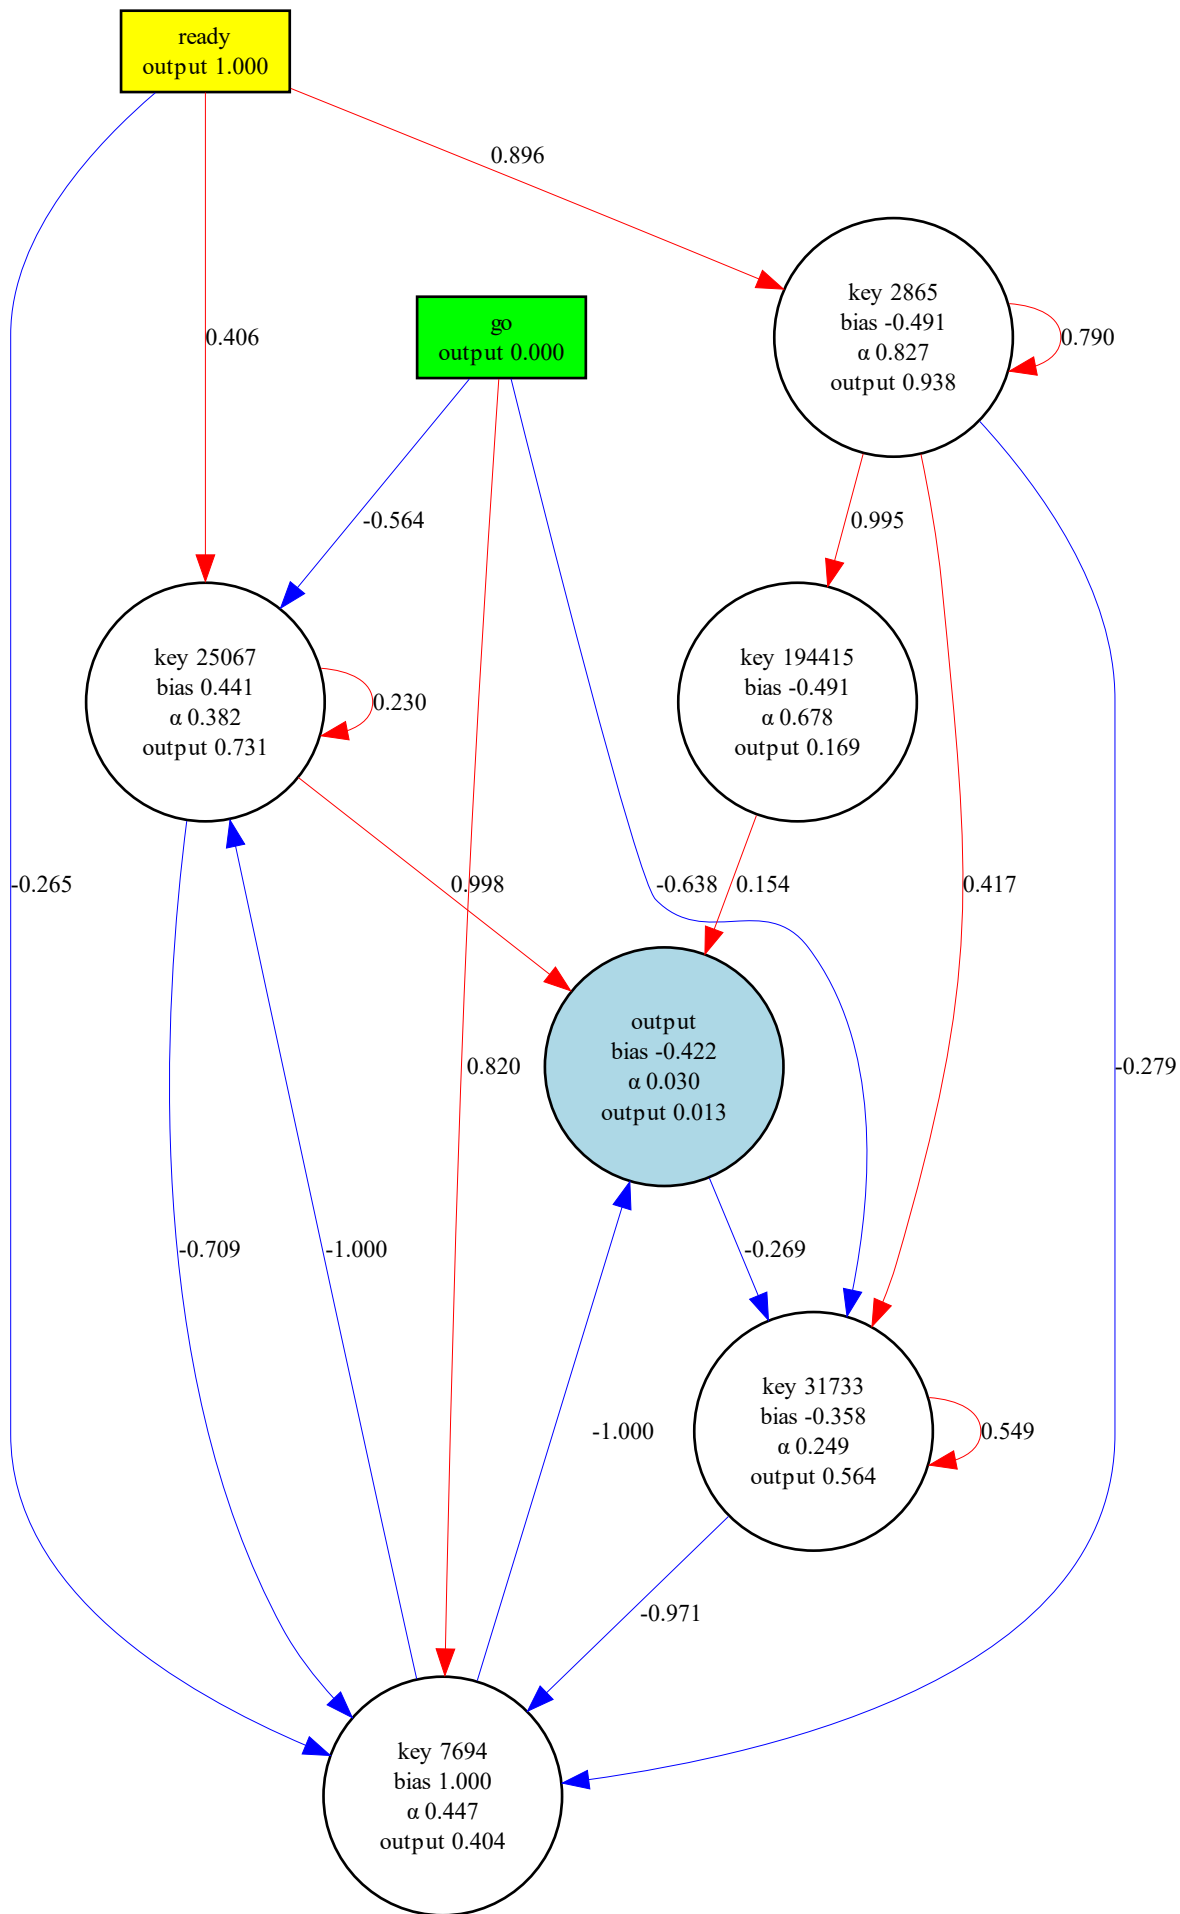 ready
output 1.000
0.896
key 2865
bias -0.491
α 0.827
output 0.938
0.790
go
output 0.000
0.406
-0.564
0.995
key 25067
bias 0.441
α 0.382
output 0.731
0.230
key 194415
bias -0.491
α 0.678
output 0.169
-0.265
0.998
-0.638
0.154
0.417
output
bias -0.422
α 0.030
output 0.013
0.820
-0.279
-0.709
-1.000
-0.269
-1.000
key 31733
bias -0.358
α 0.249
output 0.564
0.549
-0.971
key 7694
bias 1.000
α 0.447
output 0.404